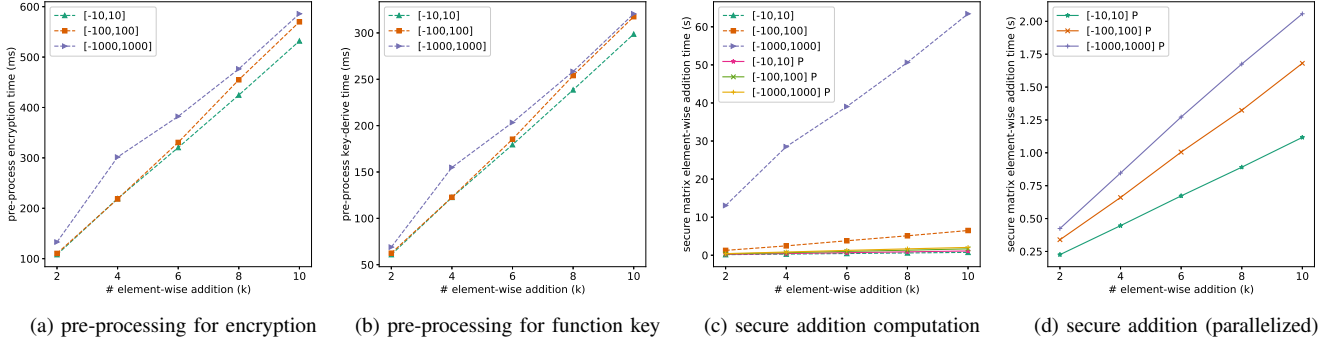 [-10,10]
[-100,100]
[-1000,1000]
600
500
400
300
200
100
pre-process encryption time (ms)
2 4 6 8 10
# element-wise addition (k)
(a) pre-processing for encryption
[-10,10]
[-100,100]
[-1000,1000]
300
250
200
150
100
50
pre-process key-derive time (ms)
2 4 6 8 10
# element-wise addition (k)
(b) pre-processing for function key
[-10,10]
[-100,100]
[-1000,1000]
[-10,10] P
[-100,100] P
[-1000,1000] P
60
50
40
30
20
10
0
secure matrix element-wise addition time(s)
2 4 6 8 10
# element-wise addition (k)
(c) secure addition computation
[-10,10] P
[-100,100] P
[-1000,1000] P
2.00
1.75
1.50
1.25
1.00
0.75
0.50
0.25
secure matrix element-wise addition time (s)
2 4 6 8 10
# element-wise addition (k)
(d) secure addition (parallelized)